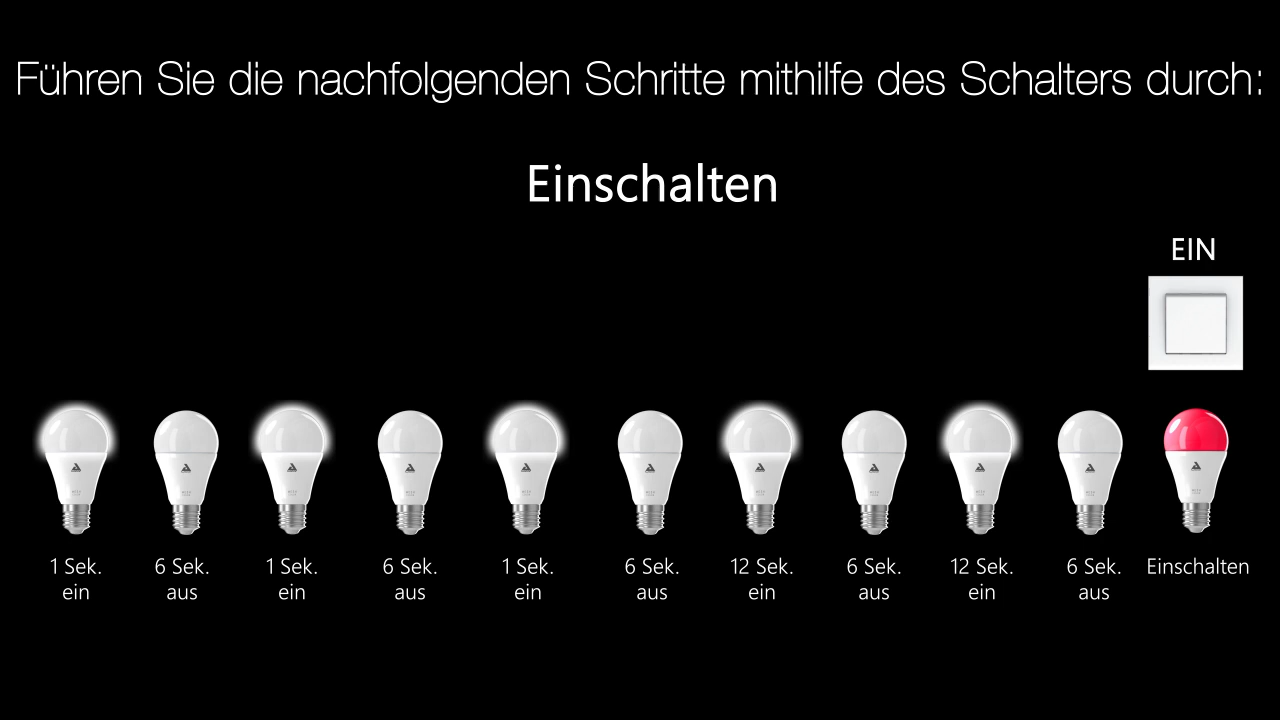 Führen Sie die nachfolgenden Schritte mithilfe des Schalters durch:
Einschalten
EIN
1 Sek. 6 Sek. 1 Sek. 6 Sek. 1 Sek. 6 Sek. 12 Sek. 6 Sek. 12 Sek. 6 Sek. Einschalten
ein aus ein aus ein aus ein aus ein aus